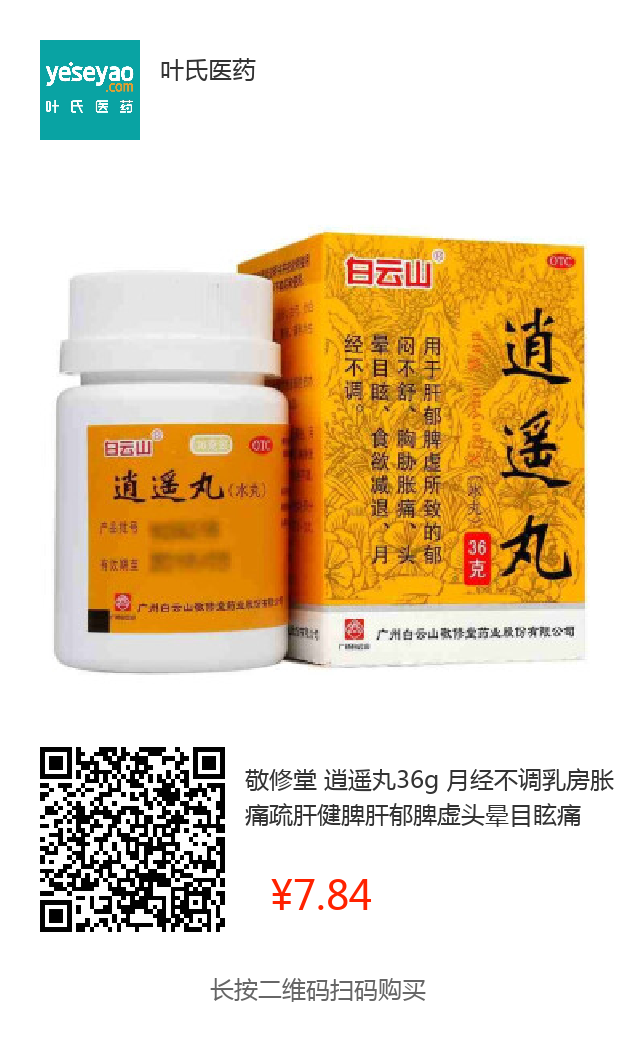 yeseyao
.com
叶氏医药
叶氏医药
白云山®
OTC
逍遥丸
(水丸)
36克
用于肝郁脾虚所致的郁
闷不舒、胸胁胀痛、头
晕目眩、食欲减退、月
经不调。
广州白云山敬修堂药业股份有限公司
白云山®
OTC
逍遥丸(水丸)
产品批号
有效期至
广州白云山敬修堂药业股份有限公司
敬修堂 逍遥丸36g 月经不调乳房胀
痛疏肝健脾肝郁脾虚头晕目眩痛
¥7.84
长按二维码扫码购买